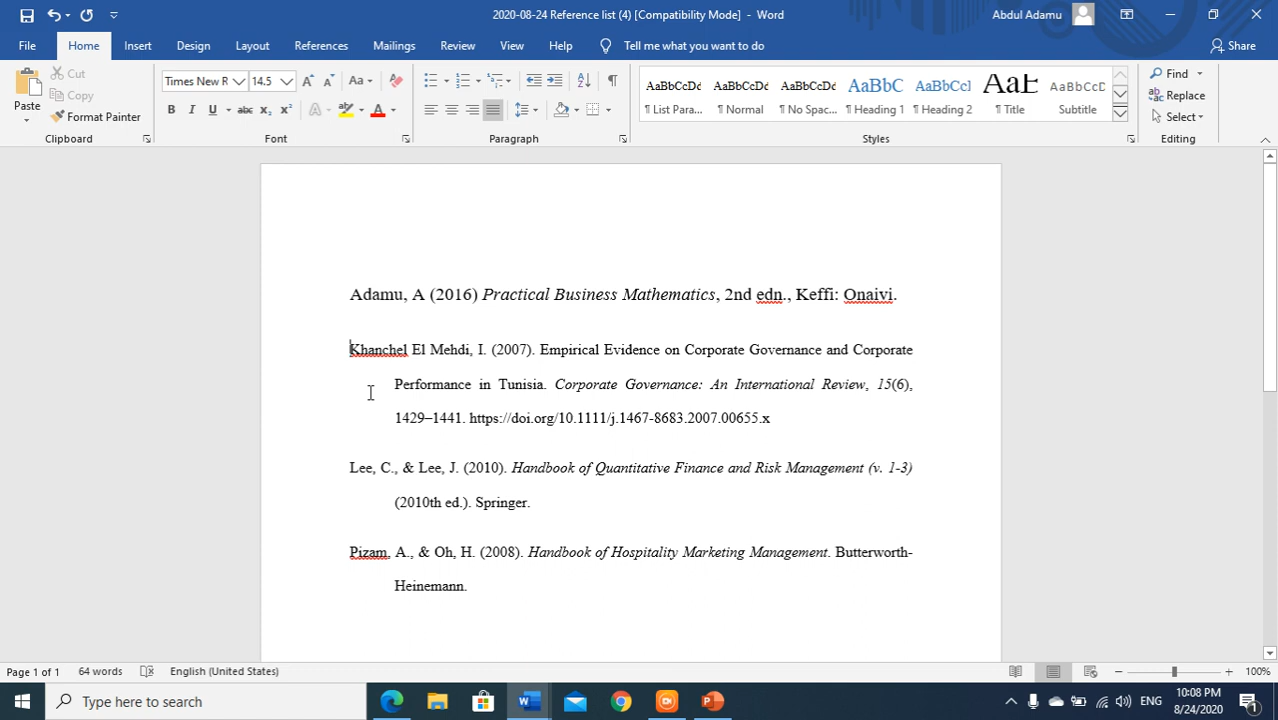 2020-08-24 Reference list (4) [Compatibility Mode] - Word
Abdul Adamu
File Home Insert Design Layout References Mailings Review View Help Tell me what you want to do Share
Paste
Cut
Copy
Format Painter
Clipboard
Times New R 14.5 Aa
B I U abc x₂ x² A ab A
Font
Paragraph
AaBbCcDd AaBbCcDd AaBbCcDd AaBbC AaBbCcI AaB AaBbCcD
¶ List Para... ¶ Normal ¶ No Spac... ¶ Heading 1 ¶ Heading 2 ¶ Title Subtitle
Styles
Find
Replace
Select
Editing
Adamu, A (2016) Practical Business Mathematics, 2nd edn., Keffi: Onaivi.
Khanchel El Mehdi, I. (2007). Empirical Evidence on Corporate Governance and Corporate
Performance in Tunisia. Corporate Governance: An International Review, 15(6),
1429–1441. https://doi.org/10.1111/j.1467-8683.2007.00655.x
Lee, C., & Lee, J. (2010). Handbook of Quantitative Finance and Risk Management (v. 1-3)
(2010th ed.). Springer.
Pizam, A., & Oh, H. (2008). Handbook of Hospitality Marketing Management. Butterworth-
Heinemann.
Page 1 of 1 64 words English (United States) 100%
Type here to search
ENG
10:08 PM
8/24/2020
1